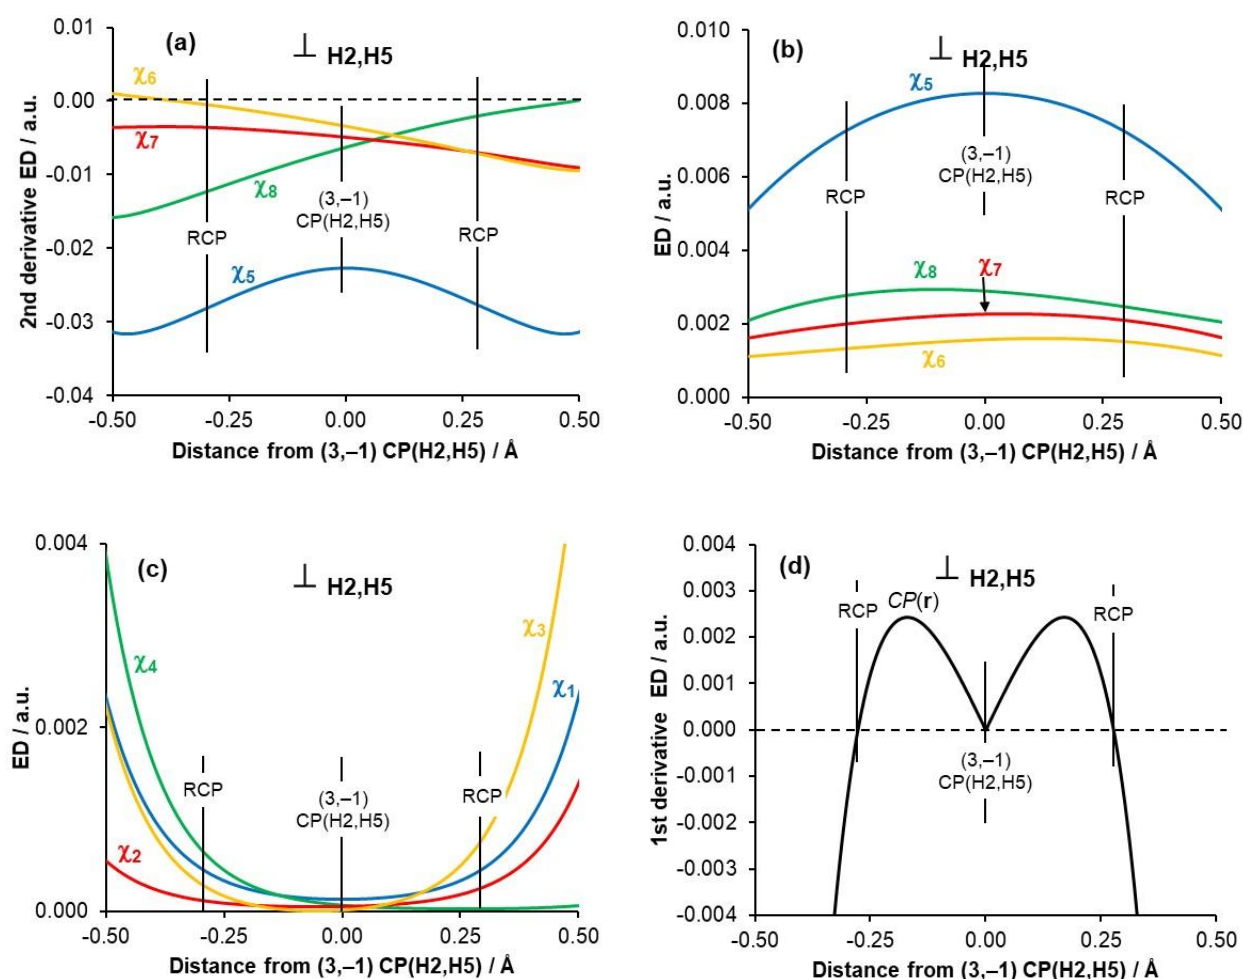 (a)
⊥ H2,H5
χ6
χ7
χ8
χ5
RCP
(3,–1)
CP(H2,H5)
RCP
2nd derivative ED / a.u.
0.01
0.00
-0.01
-0.02
-0.03
-0.04
-0.50
-0.25
0.00
0.25
0.50
Distance from (3,–1) CP(H2,H5) / Å
(b)
⊥ H2,H5
χ5
(3,–1)
CP(H2,H5)
RCP
RCP
χ8
χ7
χ6
ED / a.u.
0.010
0.008
0.006
0.004
0.002
0.000
-0.50
-0.25
0.00
0.25
0.50
Distance from (3,–1) CP(H2,H5) / Å
(c)
⊥ H2,H5
χ4
χ3
χ1
χ2
RCP
(3,–1)
CP(H2,H5)
RCP
ED / a.u.
0.004
0.002
0.000
-0.50
-0.25
0.00
0.25
0.50
Distance from (3,–1) CP(H2,H5) / Å
(d)
⊥ H2,H5
RCP
CP(r)
RCP
(3,–1)
CP(H2,H5)
1st derivative ED / a.u.
0.004
0.003
0.002
0.001
0.000
-0.001
-0.002
-0.003
-0.004
-0.50
-0.25
0.00
0.25
0.50
Distance from (3,–1) CP(H2,H5) / Å